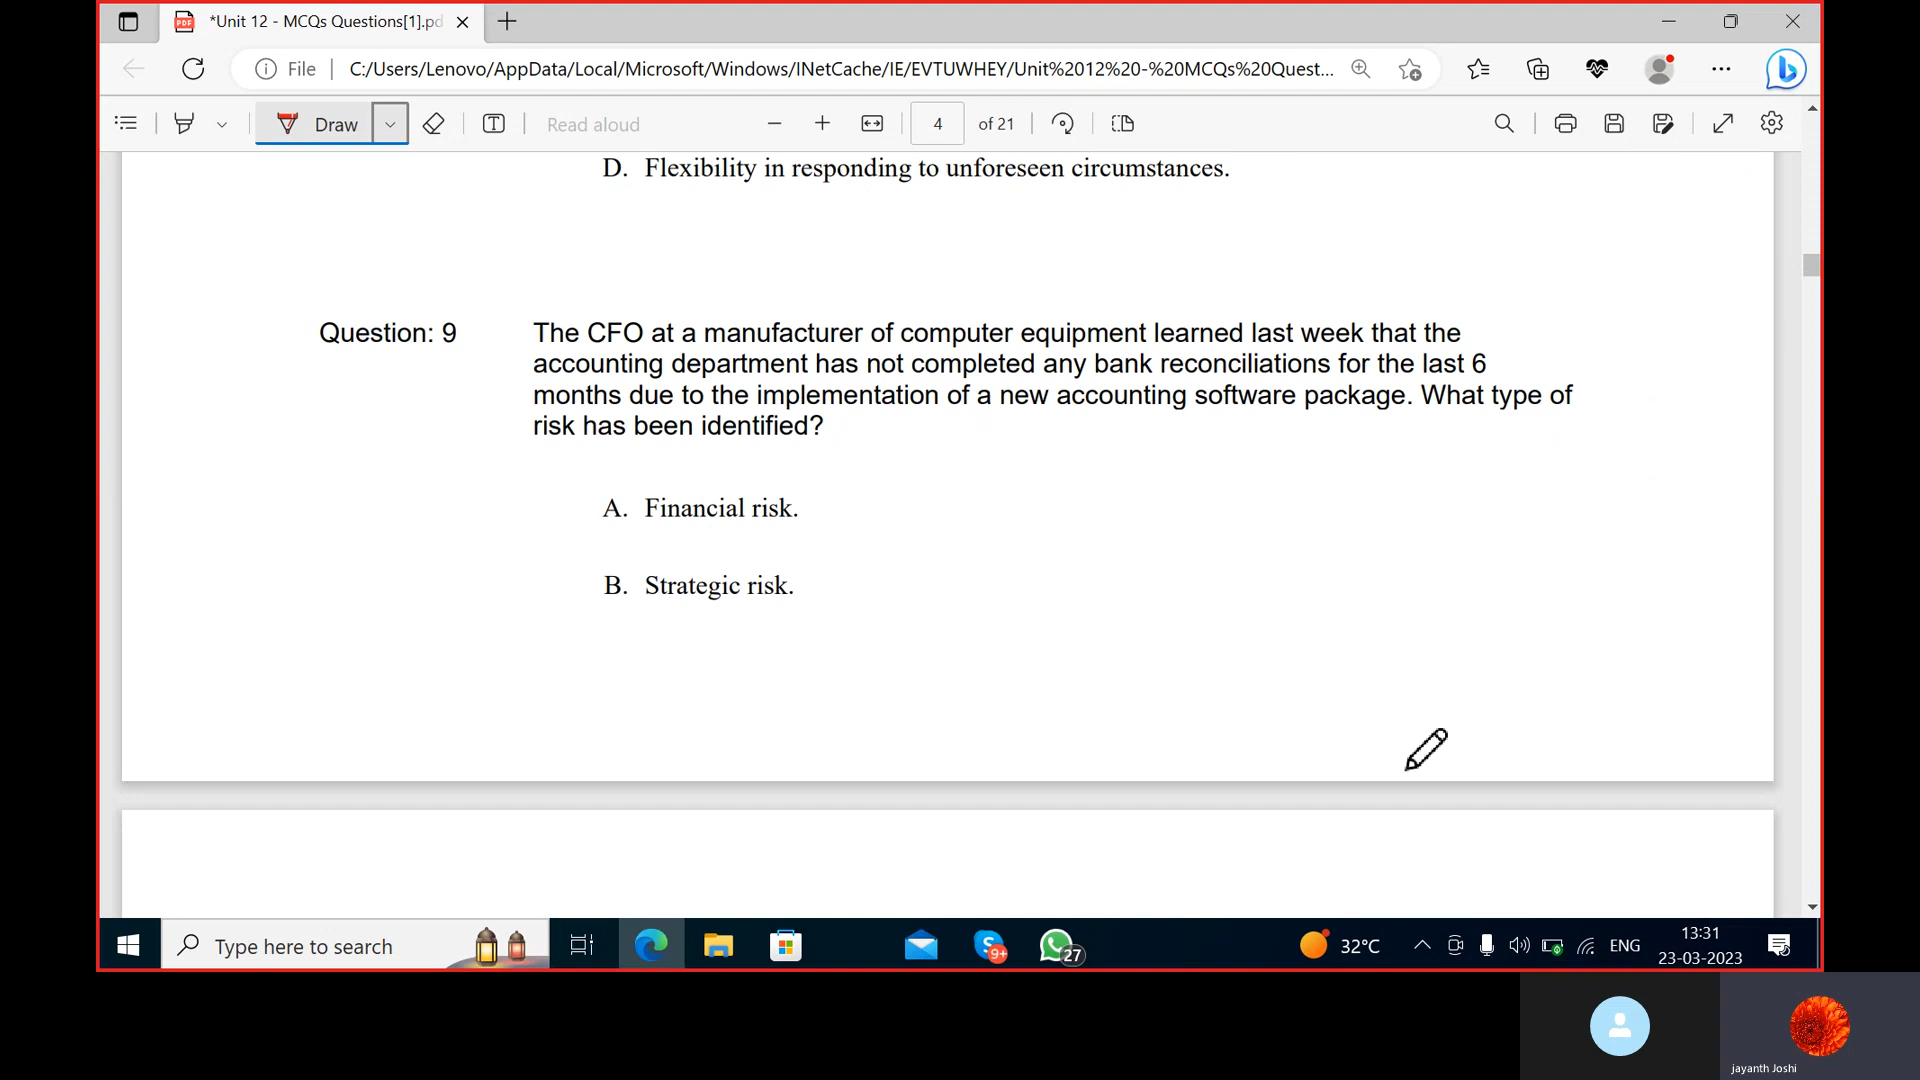 *Unit 12 - MCQs Questions[1].pd
File
C:/Users/Lenovo/AppData/Local/Microsoft/Windows/INetCache/IE/EVTUWHEY/Unit%2012%20-%20MCQs%20Quest...
Draw
Read aloud
4
of 21
D. Flexibility in responding to unforeseen circumstances.
Question: 9
The CFO at a manufacturer of computer equipment learned last week that the
accounting department has not completed any bank reconciliations for the last 6
months due to the implementation of a new accounting software package. What type of
risk has been identified?
A. Financial risk.
B. Strategic risk.
Type here to search
9+
27
32°C
ENG
13:31
23-03-2023
jayanth Joshi